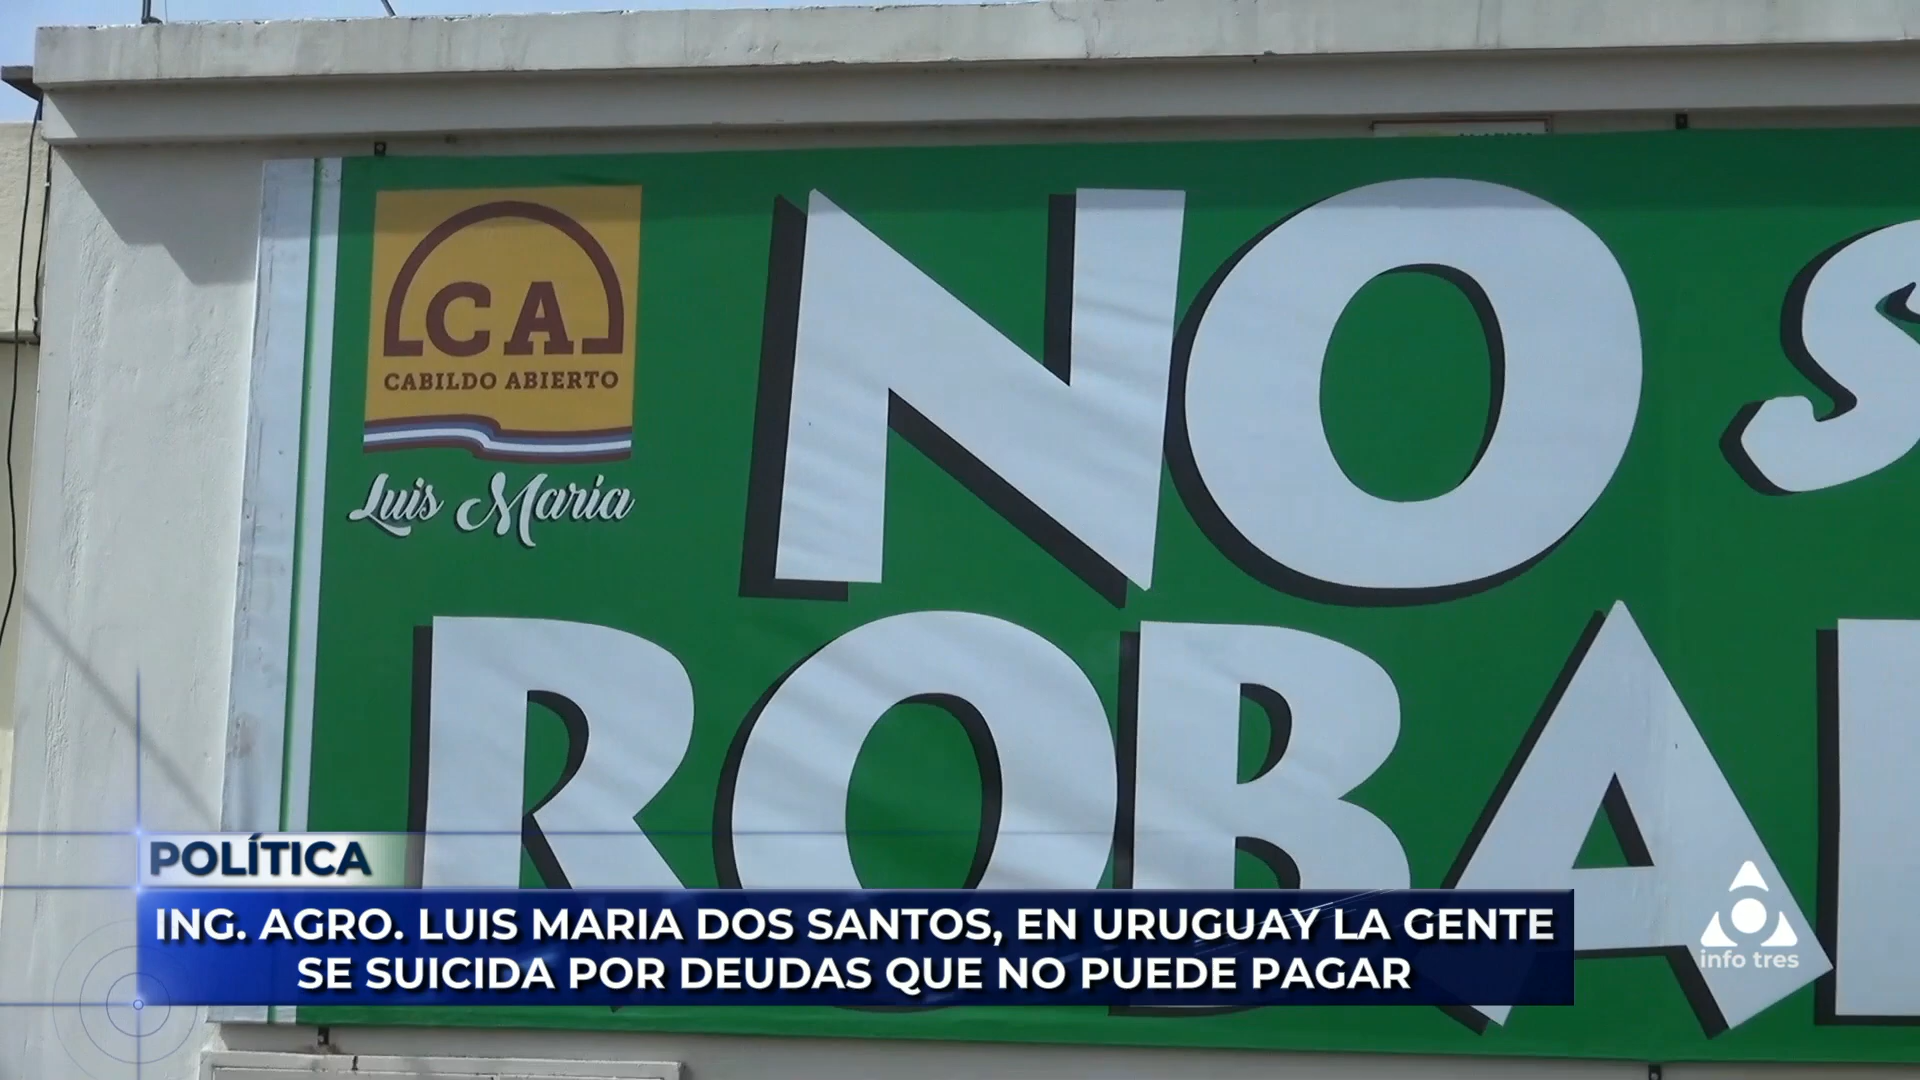 CA
CABILDO ABIERTO
Luis María
NO
POLÍTICA
ING. AGRO. LUIS MARIA DOS SANTOS, EN URUGUAY LA GENTE
SE SUICIDA POR DEUDAS QUE NO PUEDE PAGAR
info tres